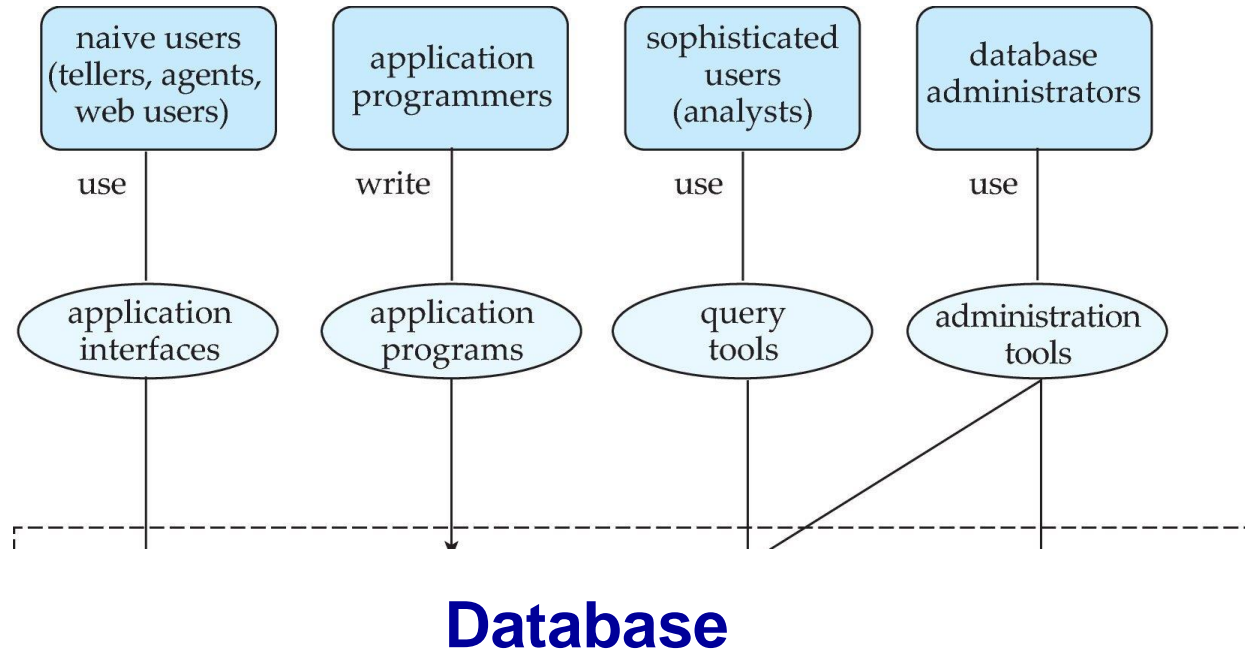 naive users
(tellers, agents,
web users)
application
programmers
sophisticated
users
(analysts)
database
administrators
use
write
use
use
application
interfaces
application
programs
query
tools
administration
tools
Database